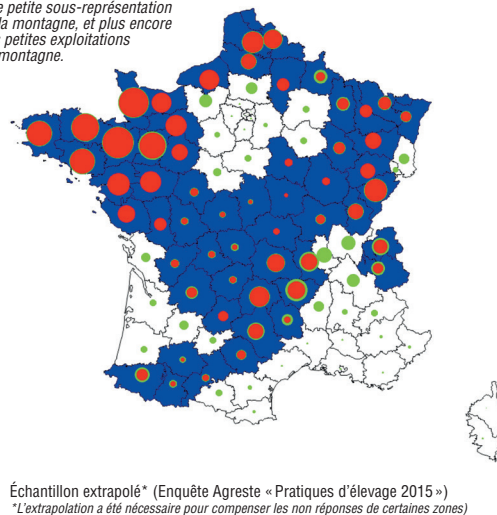 e petite sous-représentation
la montagne, et plus encore
petites exploitations
montagne.
Échantillon extrapolé* (Enquête Agreste « Pratiques d'élevage 2015 »)
*L'extrapolation a été nécessaire pour compenser les non réponses de certaines zones)